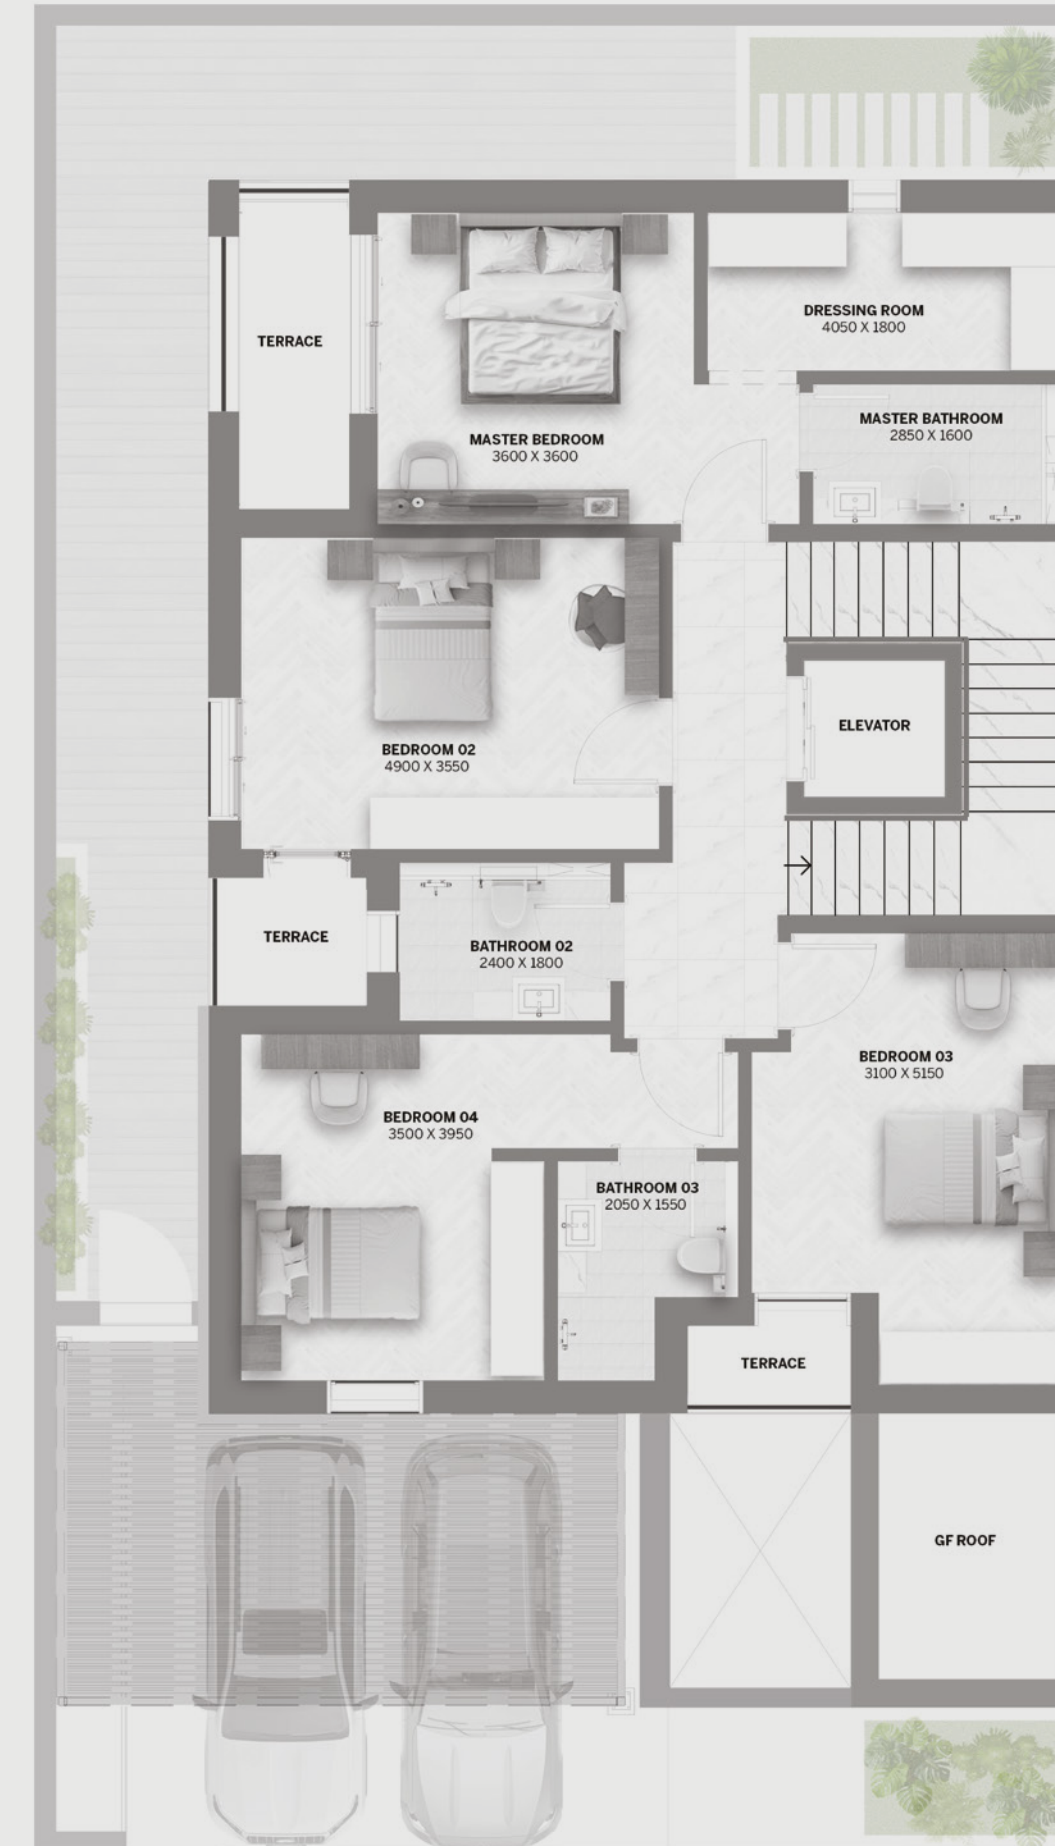 DRESSING ROOM
4050 X 1800
TERRACE
MASTER BATHROOM
2850 X 1600
MASTER BEDROOM
3600 X 3600
ELEVATOR
BEDROOM 02
4900 X 3550
TERRACE
BATHROOM 02
2400 X 1800
BEDROOM 03
3100 X 5150
BEDROOM 04
3500 X 3950
BATHROOM 03
2050 X 1550
TERRACE
GF ROOF